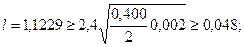 l = 1,1229 ≥ 2,4√(0,400/2 0,002) ≥ 0,048;